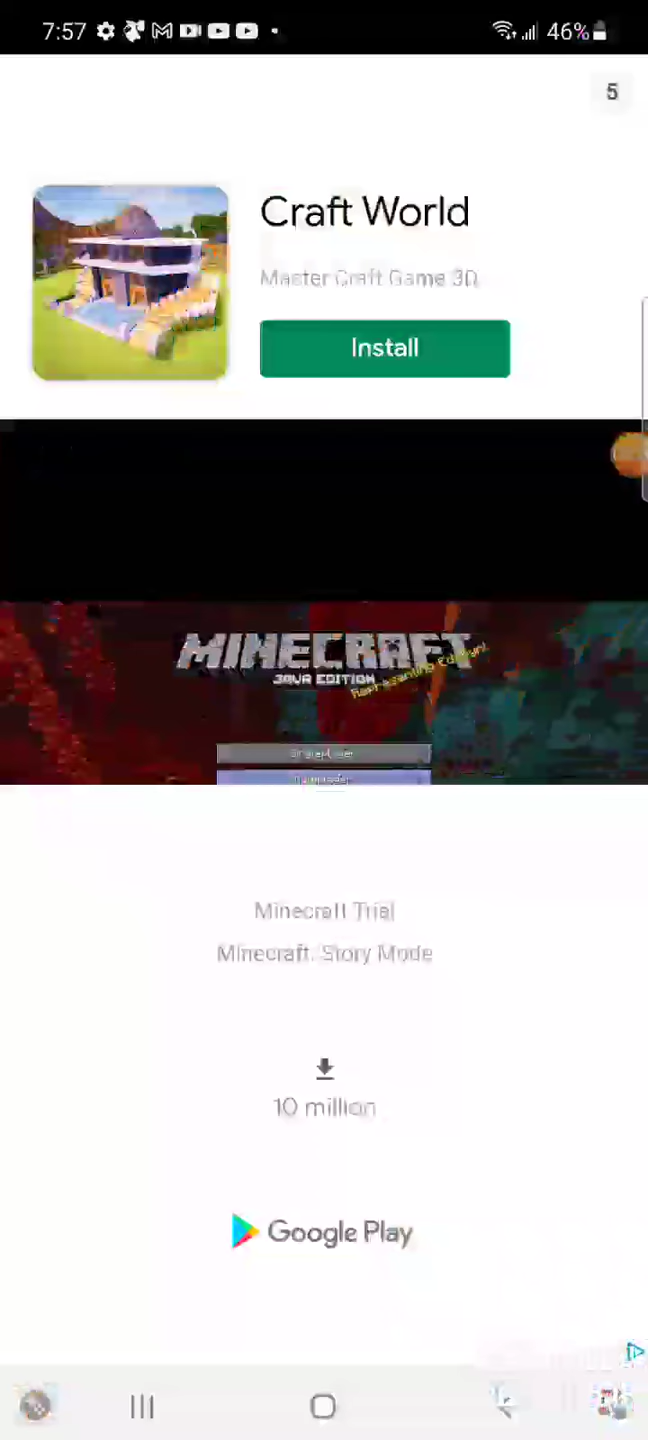 7:57
46%
5
Craft World
Master Craft Game 3D
Install
MINECRAFT
JAVA EDITION
Minecraft Trial
Minecraft: Story Mode
10 million
Google Play